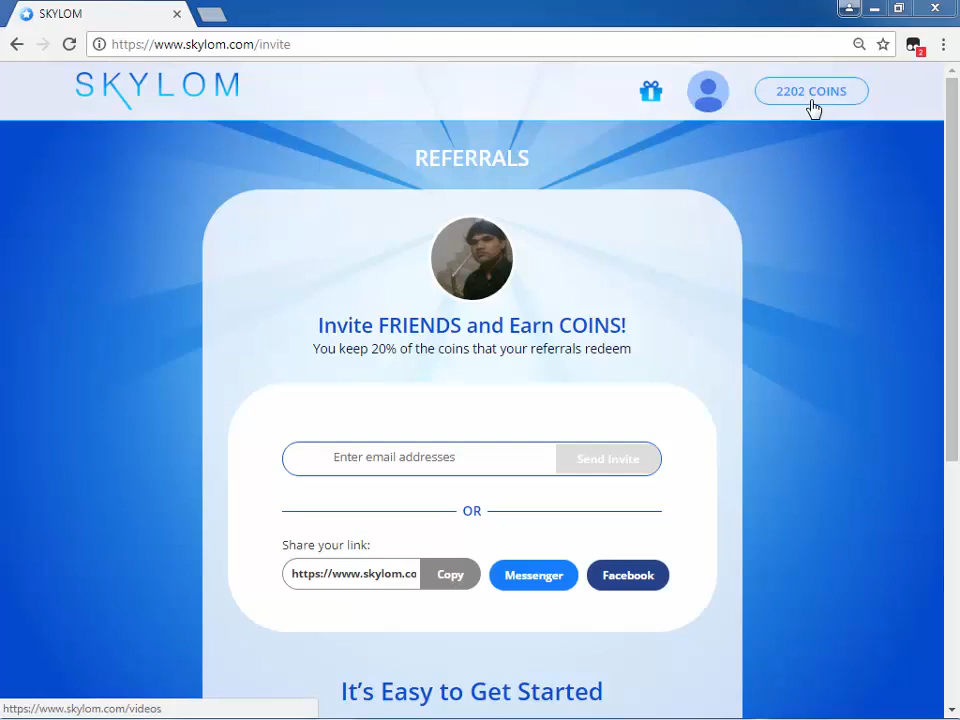 SKYLOM
https://www.skylom.com/invite
2
SKYLOM
2202 COINS
REFERRALS
Invite FRIENDS and Earn COINS!
You keep 20% of the coins that your referrals redeem
Enter email addresses
Send Invite
OR
Share your link:
https://www.skylom.co
Copy
Messenger
Facebook
It's Easy to Get Started
https://www.skylom.com/videos